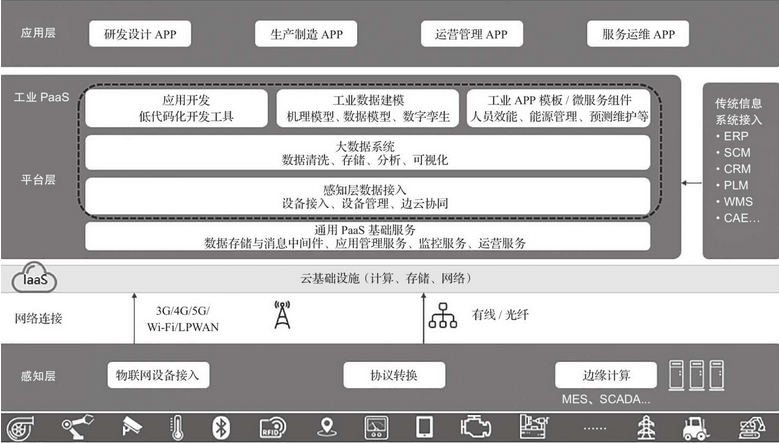 应用层
研发设计 APP
生产制造 APP
运营管理 APP
服务运维 APP
工业 PaaS
平台层
应用开发
低代码化开发工具
工业数据建模
机理模型、数据模型、数字孪生
工业 APP 模板 / 微服务组件
人员效能、能源管理、预测维护等
大数据系统
数据清洗、存储、分析、可视化
感知层数据接入
设备接入、设备管理、边云协同
通用 PaaS 基础服务
数据存储与消息中间件、应用管理服务、监控服务、运营服务
传统信息
系统接入
· ERP
· SCM
· CRM
· PLM
· WMS
· CAE...
IaaS
云基础设施（计算、存储、网络）
网络连接
3G/4G/5G/
Wi-Fi/LPWAN
有线 / 光纤
感知层
物联网设备接入
协议转换
边缘计算
MES、SCADA...
RFID
......